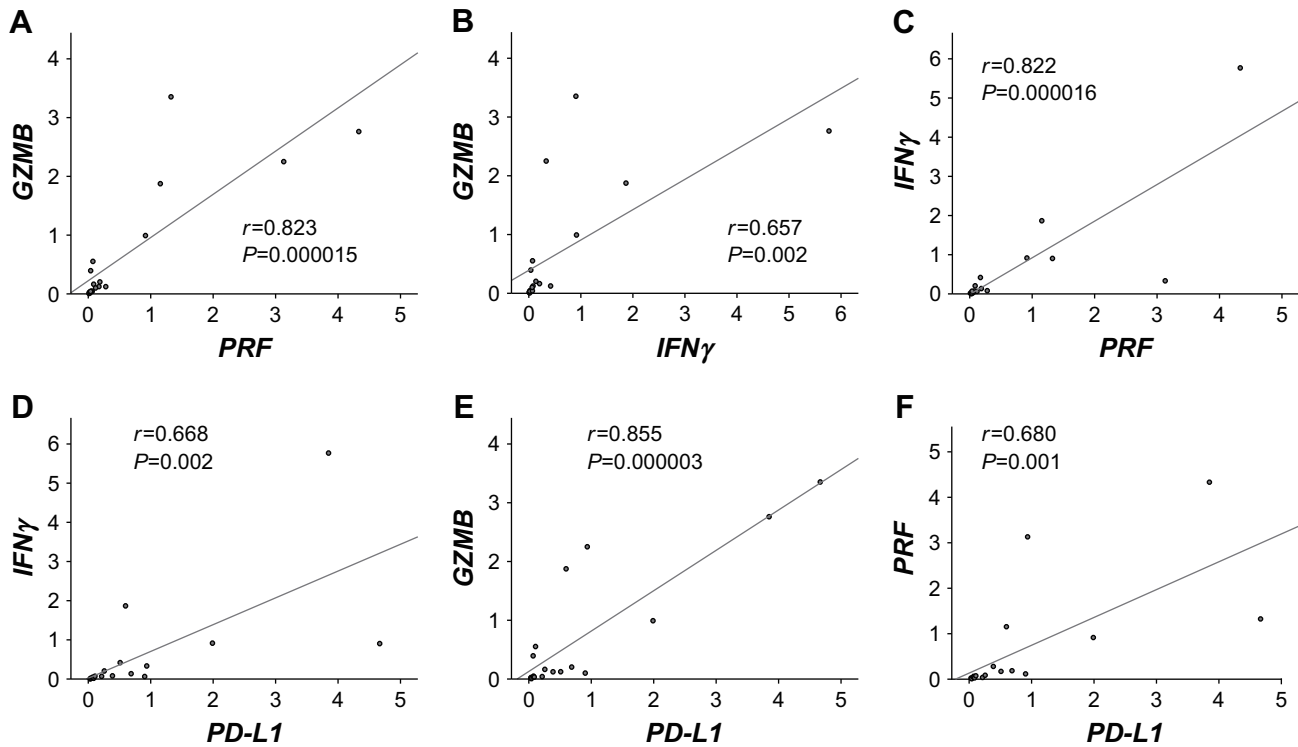 A
GZMB
4
3
2
1
0
r=0.823
P=0.000015
0 1 2 3 4 5
PRF
B
GZMB
4
3
2
1
0
r=0.657
P=0.002
0 1 2 3 4 5 6
IFNγ
C
IFNγ
6
5
4
3
2
1
0
r=0.822
P=0.000016
0 1 2 3 4 5
PRF
D
IFNγ
6
5
4
3
2
1
0
r=0.668
P=0.002
0 1 2 3 4 5
PD-L1
E
GZMB
4
3
2
1
0
r=0.855
P=0.000003
0 1 2 3 4 5
PD-L1
F
PRF
5
4
3
2
1
0
r=0.680
P=0.001
0 1 2 3 4 5
PD-L1